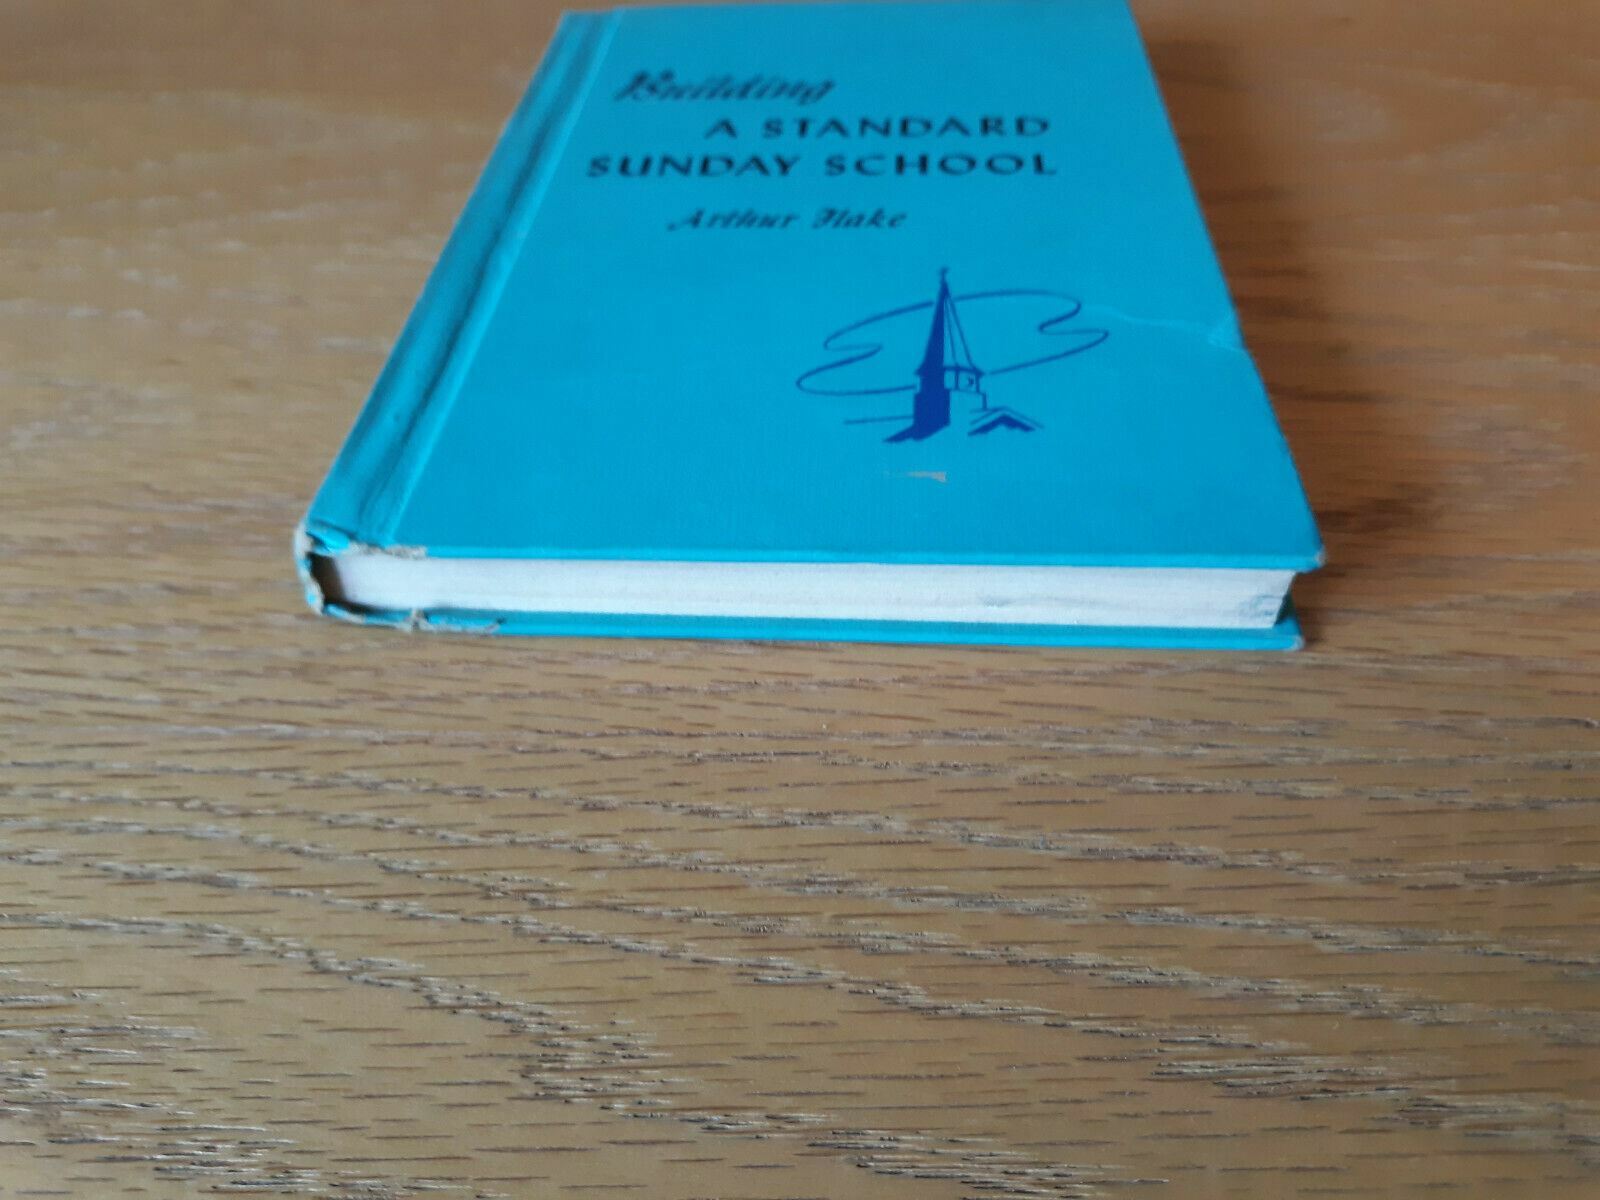 Building
A STANDARD
SUNDAY SCHOOL
Arthur Flake